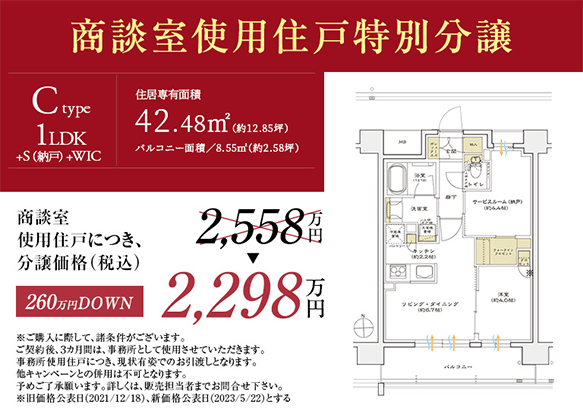 商談室使用住戸特別分譲
C type
1LDK
+S(納戸)+WIC
住居専有面積
42.48㎡(約12.85坪)
バルコニー面積/8.55㎡(約2.58坪)
商談室
使用住戸につき、
分譲価格(税込)
2,558万円
260万円DOWN
2,298万円
※ご購入に際して、諸条件がございます。
ご契約後、3カ月間は、事務所として使用させていただきます。
事務所使用住戸につき、現状有姿でのお引渡しとなります。
他キャンペーンとの併用は不可となります。
予めご了承願います。詳しくは、販売担当者までお問合せ下さい。
※旧価格公表日(2021/12/18)、新価格公表日(2023/5/22)とする
MB
玄関
物入
浴室
トイレ
廊下
洗面室
サービスルーム(納戸)
(約4.4帖)
キッチン
(約2.2帖)
ウォークイン
クロゼット
※
リビング・ダイニング
(約8.7帖)
洋室
(約4.0帖)
バルコニー